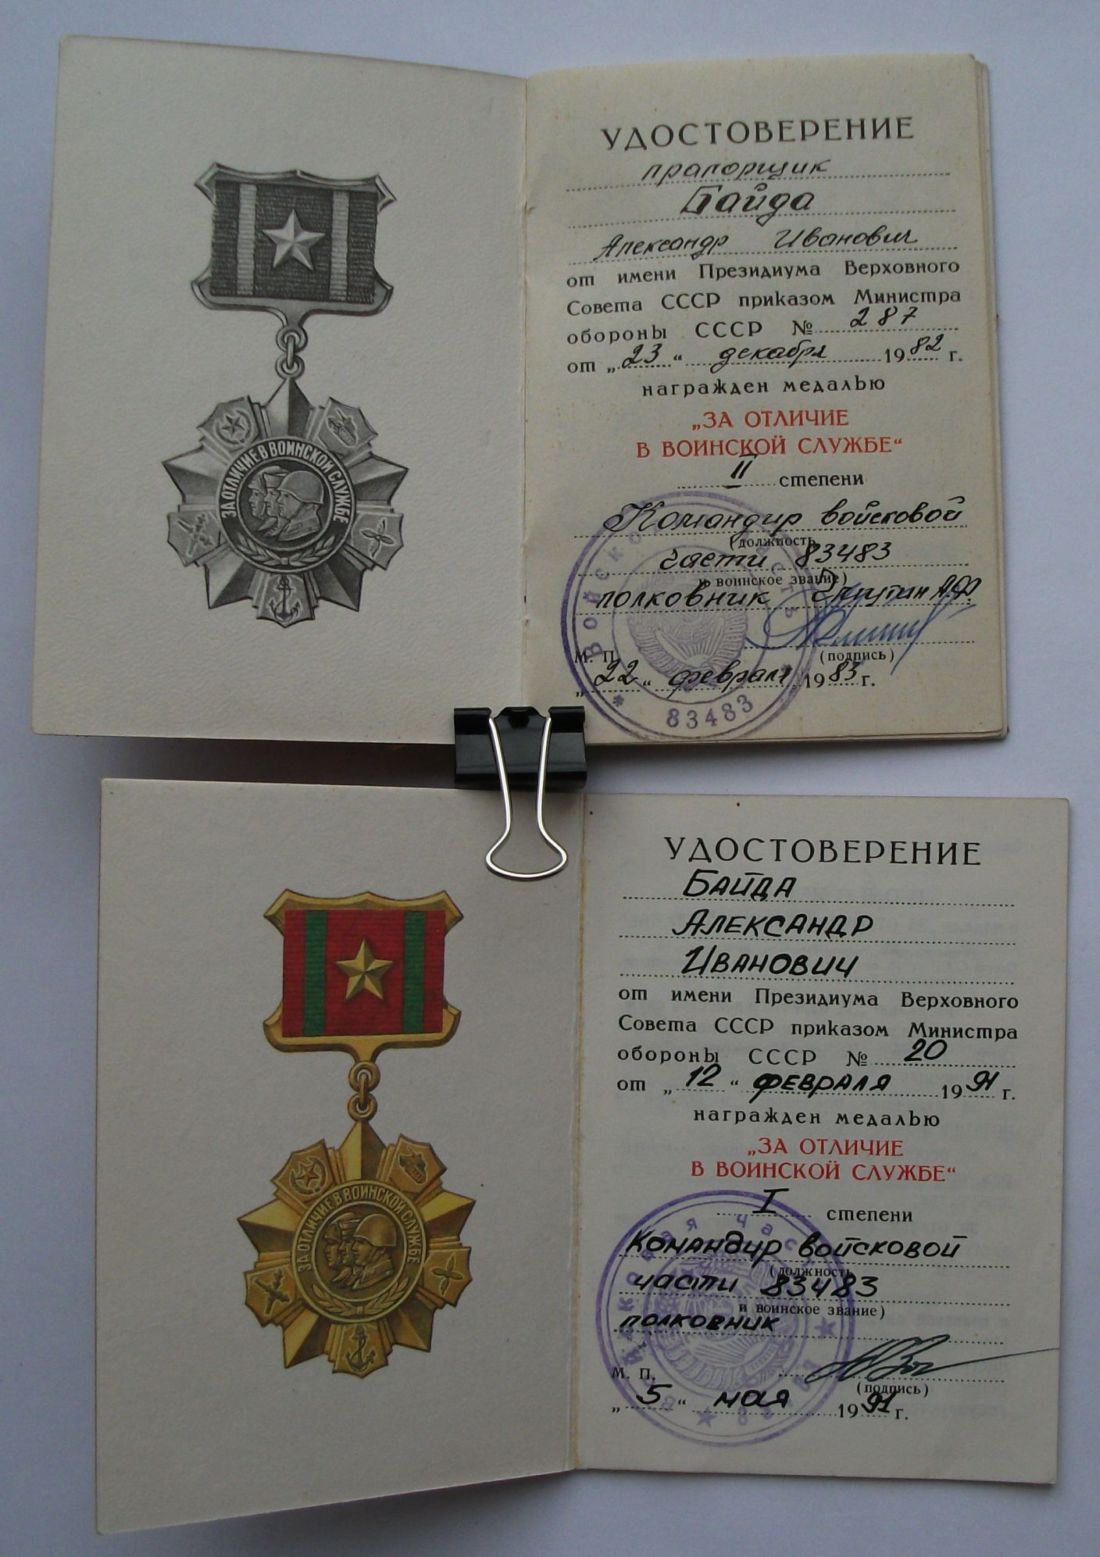 ЗА ОТЛИЧИЕ В ВОИНСКОЙ СЛУЖБЕ
УДОСТОВЕРЕНИЕ
прапорщик
Байда
Александр Иванович
от имени Президиума Верховного
Совета СССР приказом Министра
обороны СССР № 287
от „23“ декабря 1982 г.
награжден медалью
„ЗА ОТЛИЧИЕ
В ВОИНСКОЙ СЛУЖБЕ“
II степени
Командир войсковой
(должность
части 83483
и воинское звание)
полковник А.Ф
(подпись)
М. П.
„22“ февраля 1983 г.
Войсковая часть
83483
ЗА ОТЛИЧИЕ В ВОИНСКОЙ СЛУЖБЕ
УДОСТОВЕРЕНИЕ
БАЙДА
АЛЕКСАНДР
ИВАНОВИЧ
от имени Президиума Верховного
Совета СССР приказом Министра
обороны СССР № 20
от „12“ ФЕВРАЛЯ 1991 г.
награжден медалью
„ЗА ОТЛИЧИЕ
В ВОИНСКОЙ СЛУЖБЕ“
I степени
Командир войсковой
(должность
части 83483
и воинское звание)
полковник
М. П.
(подпись)
„5“ мая 1991 г.